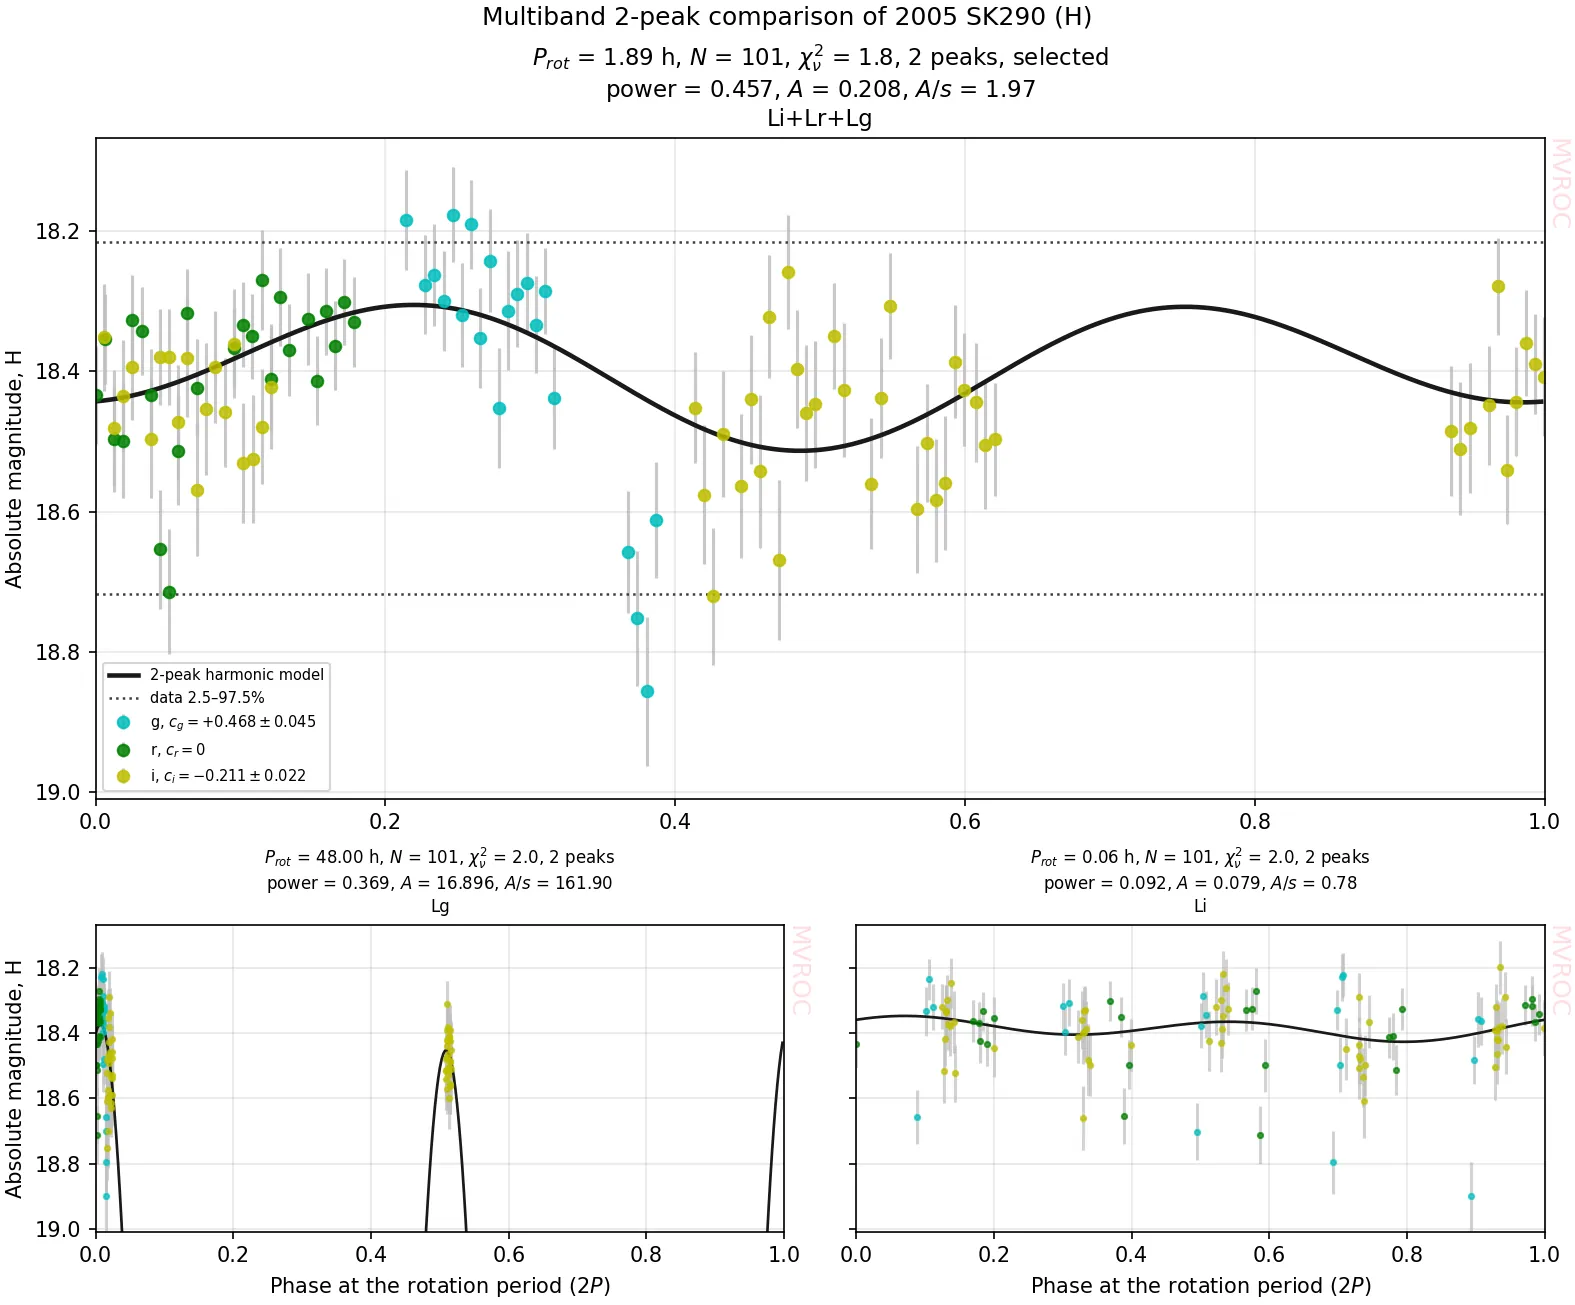 Multiband 2-peak comparison of 2005 SK290 (H)
P_rot = 1.89 h, N = 101, χ²_ν = 1.8, 2 peaks, selected
power = 0.457, A = 0.208, A/s = 1.97
Li+Lr+Lg
MVROC
Absolute magnitude, H
18.2
18.4
18.6
18.8
19.0
2-peak harmonic model
data 2.5–97.5%
g, c_g = +0.468 ± 0.045
r, c_r = 0
i, c_i = −0.211 ± 0.022
0.0 0.2 0.4 0.6 0.8 1.0
P_rot = 48.00 h, N = 101, χ²_ν = 2.0, 2 peaks
power = 0.369, A = 16.896, A/s = 161.90
Lg
MVROC
Absolute magnitude, H
18.2
18.4
18.6
18.8
19.0
0.0 0.2 0.4 0.6 0.8 1.0
Phase at the rotation period (2P)
P_rot = 0.06 h, N = 101, χ²_ν = 2.0, 2 peaks
power = 0.092, A = 0.079, A/s = 0.78
Li
MVROC
0.0 0.2 0.4 0.6 0.8 1.0
Phase at the rotation period (2P)